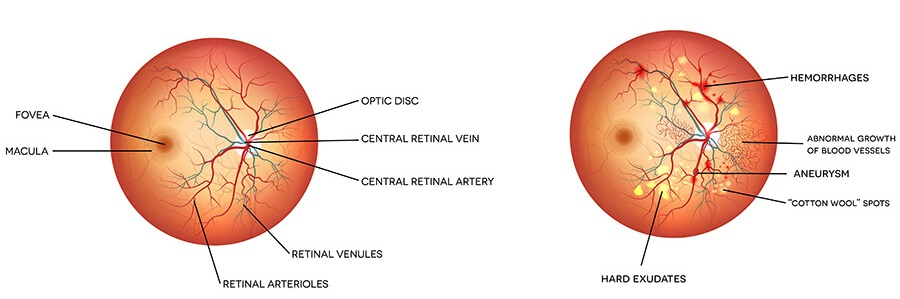 FOVEA
MACULA
OPTIC DISC
CENTRAL RETINAL VEIN
CENTRAL RETINAL ARTERY
RETINAL VENULES
RETINAL ARTERIOLES
HEMORRHAGES
ABNORMAL GROWTH
OF BLOOD VESSELS
ANEURYSM
"COTTON WOOL" SPOTS
HARD EXUDATES